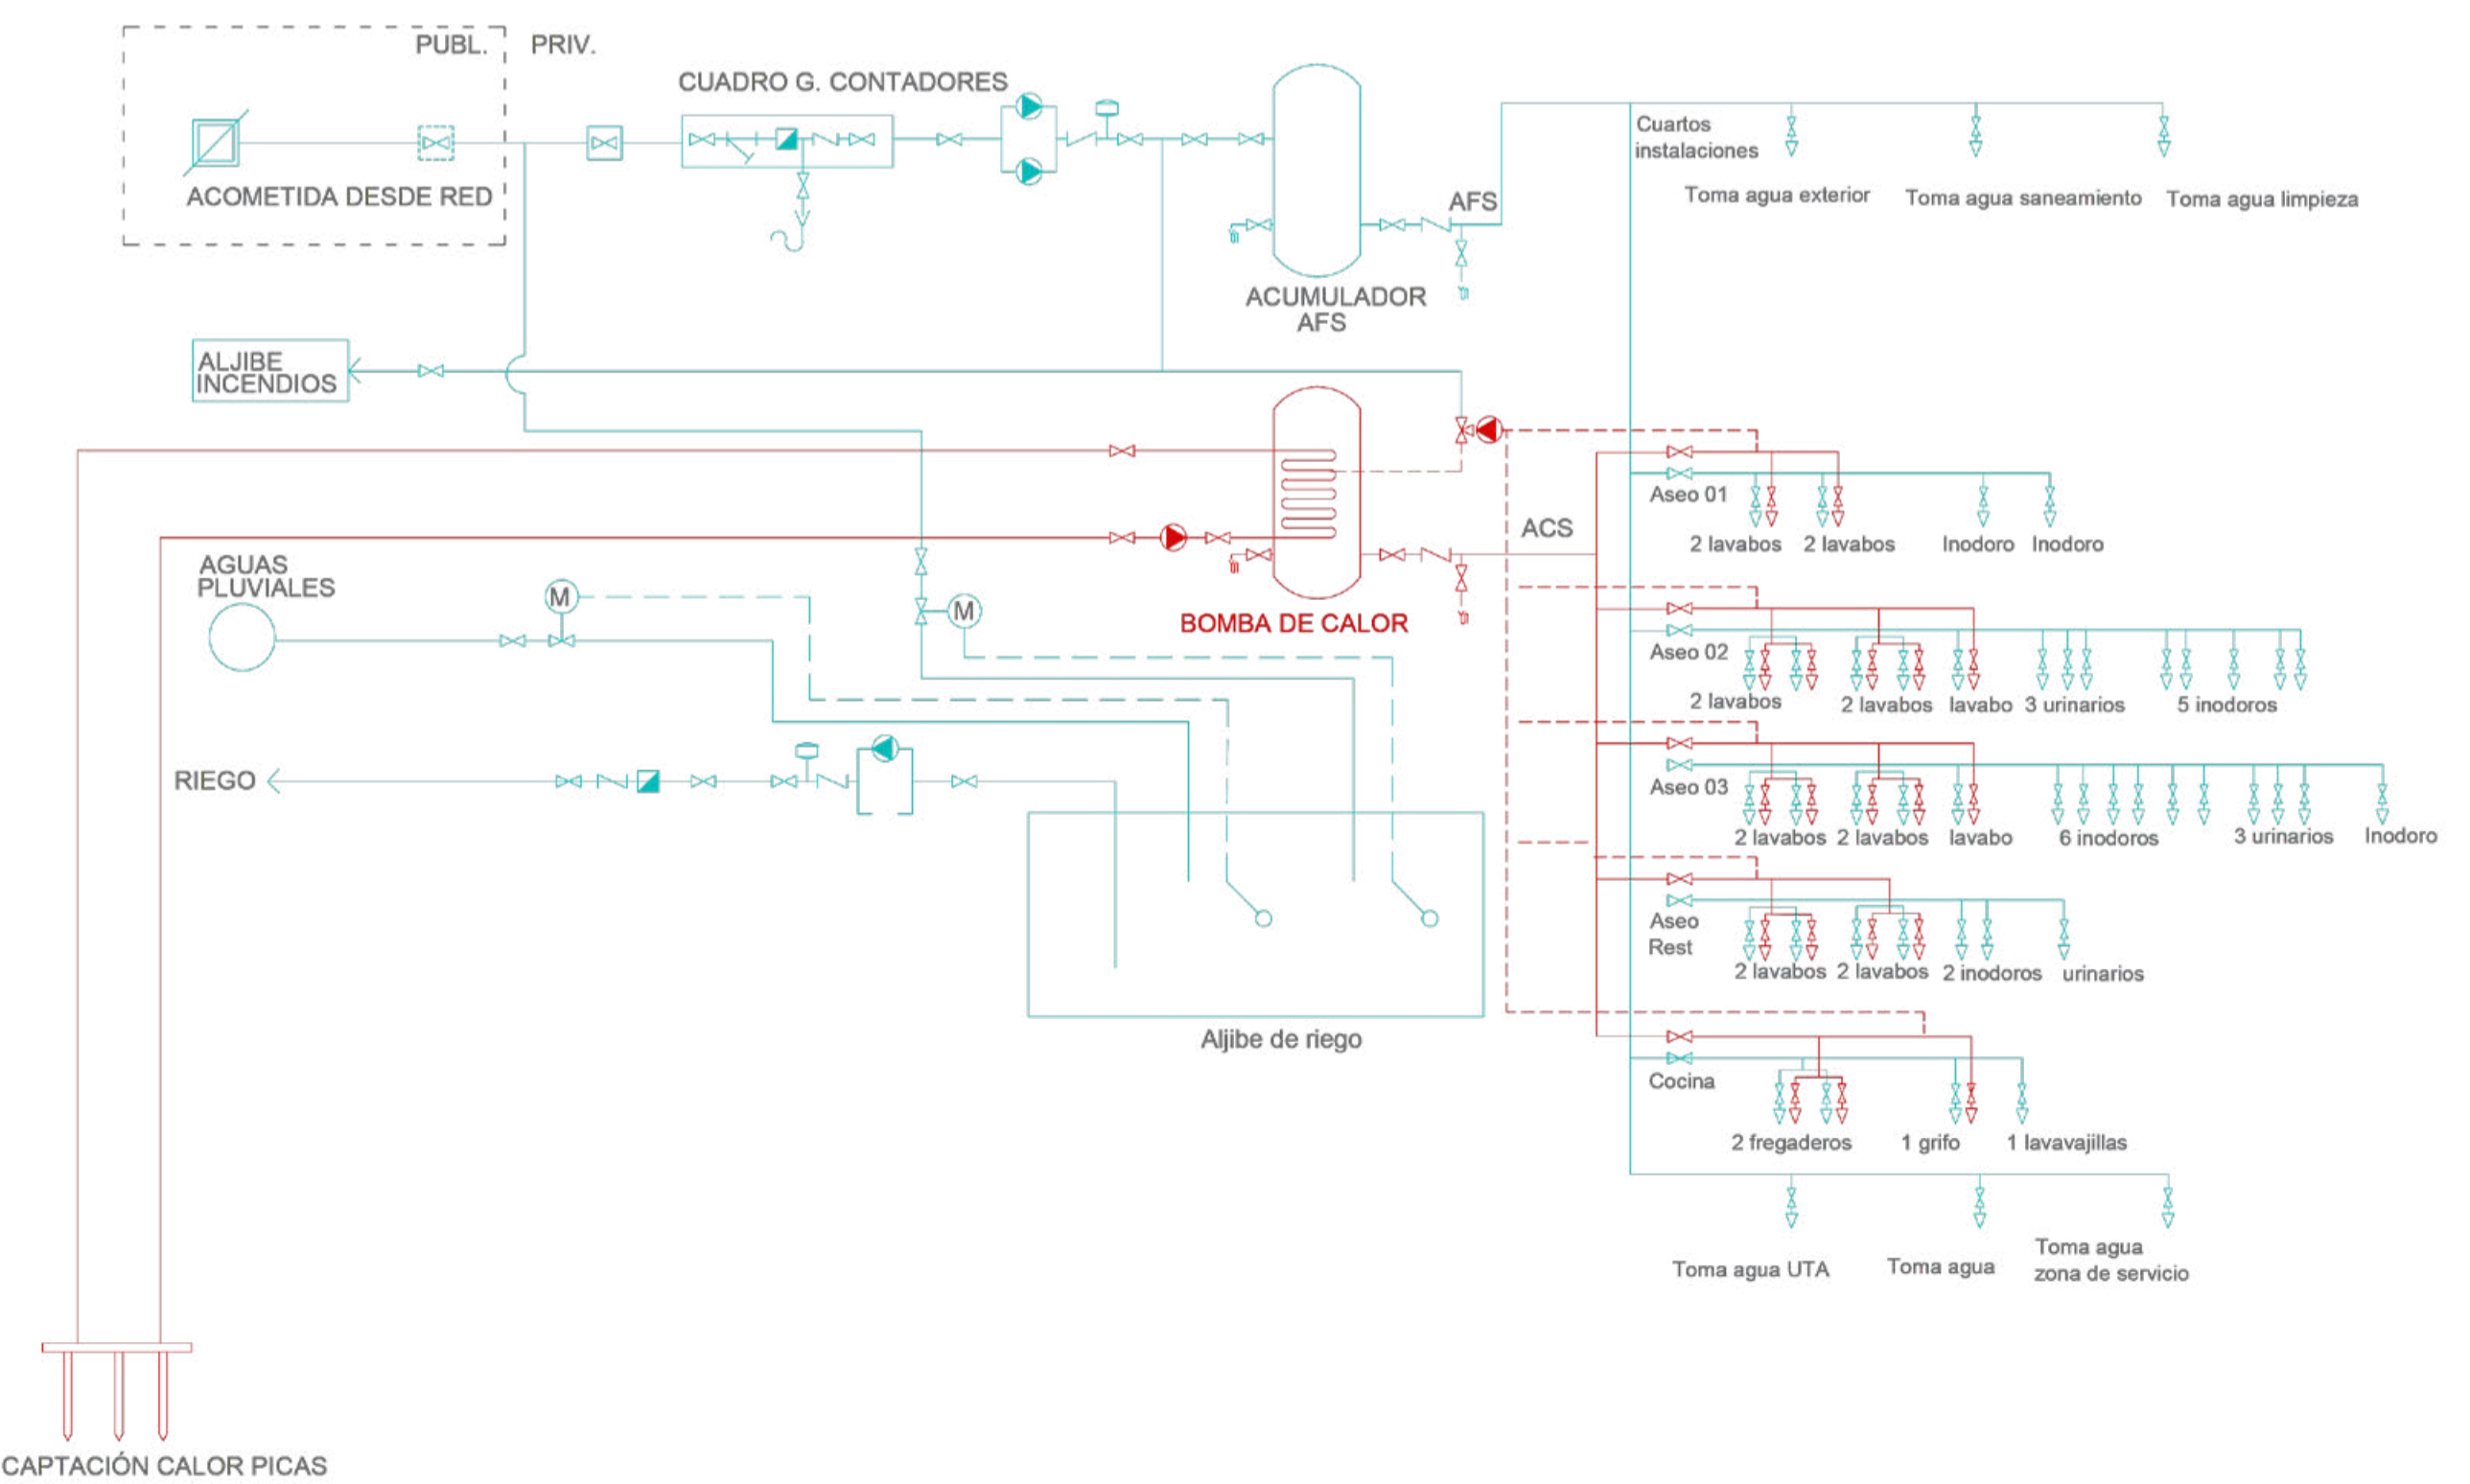 PUBL. PRIV.
CUADRO G. CONTADORES
ACOMETIDA DESDE RED
Cuartos
instalaciones
Toma agua exterior
Toma agua saneamiento
Toma agua limpieza
AFS
ACUMULADOR
AFS
ALJIBE
INCENDIOS
Aseo 01
2 lavabos
2 lavabos
Inodoro
Inodoro
ACS
AGUAS
PLUVIALES
M
M
BOMBA DE CALOR
Aseo 02
2 lavabos
2 lavabos
lavabo
3 urinarios
5 inodoros
RIEGO
Aseo 03
2 lavabos
2 lavabos
lavabo
6 inodoros
3 urinarios
Inodoro
Aseo
Rest
2 lavabos
2 lavabos
2 inodoros
urinarios
Aljibe de riego
Cocina
2 fregaderos
1 grifo
1 lavavajillas
Toma agua UTA
Toma agua
Toma agua
zona de servicio
CAPTACIÓN CALOR PICAS